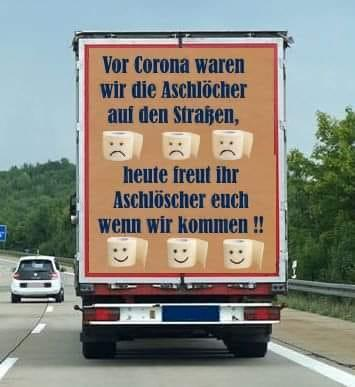 Vor Corona waren
wir die Aschlöcher
auf den Straßen,
heute freut ihr
Aschlöscher euch
wenn wir kommen !!